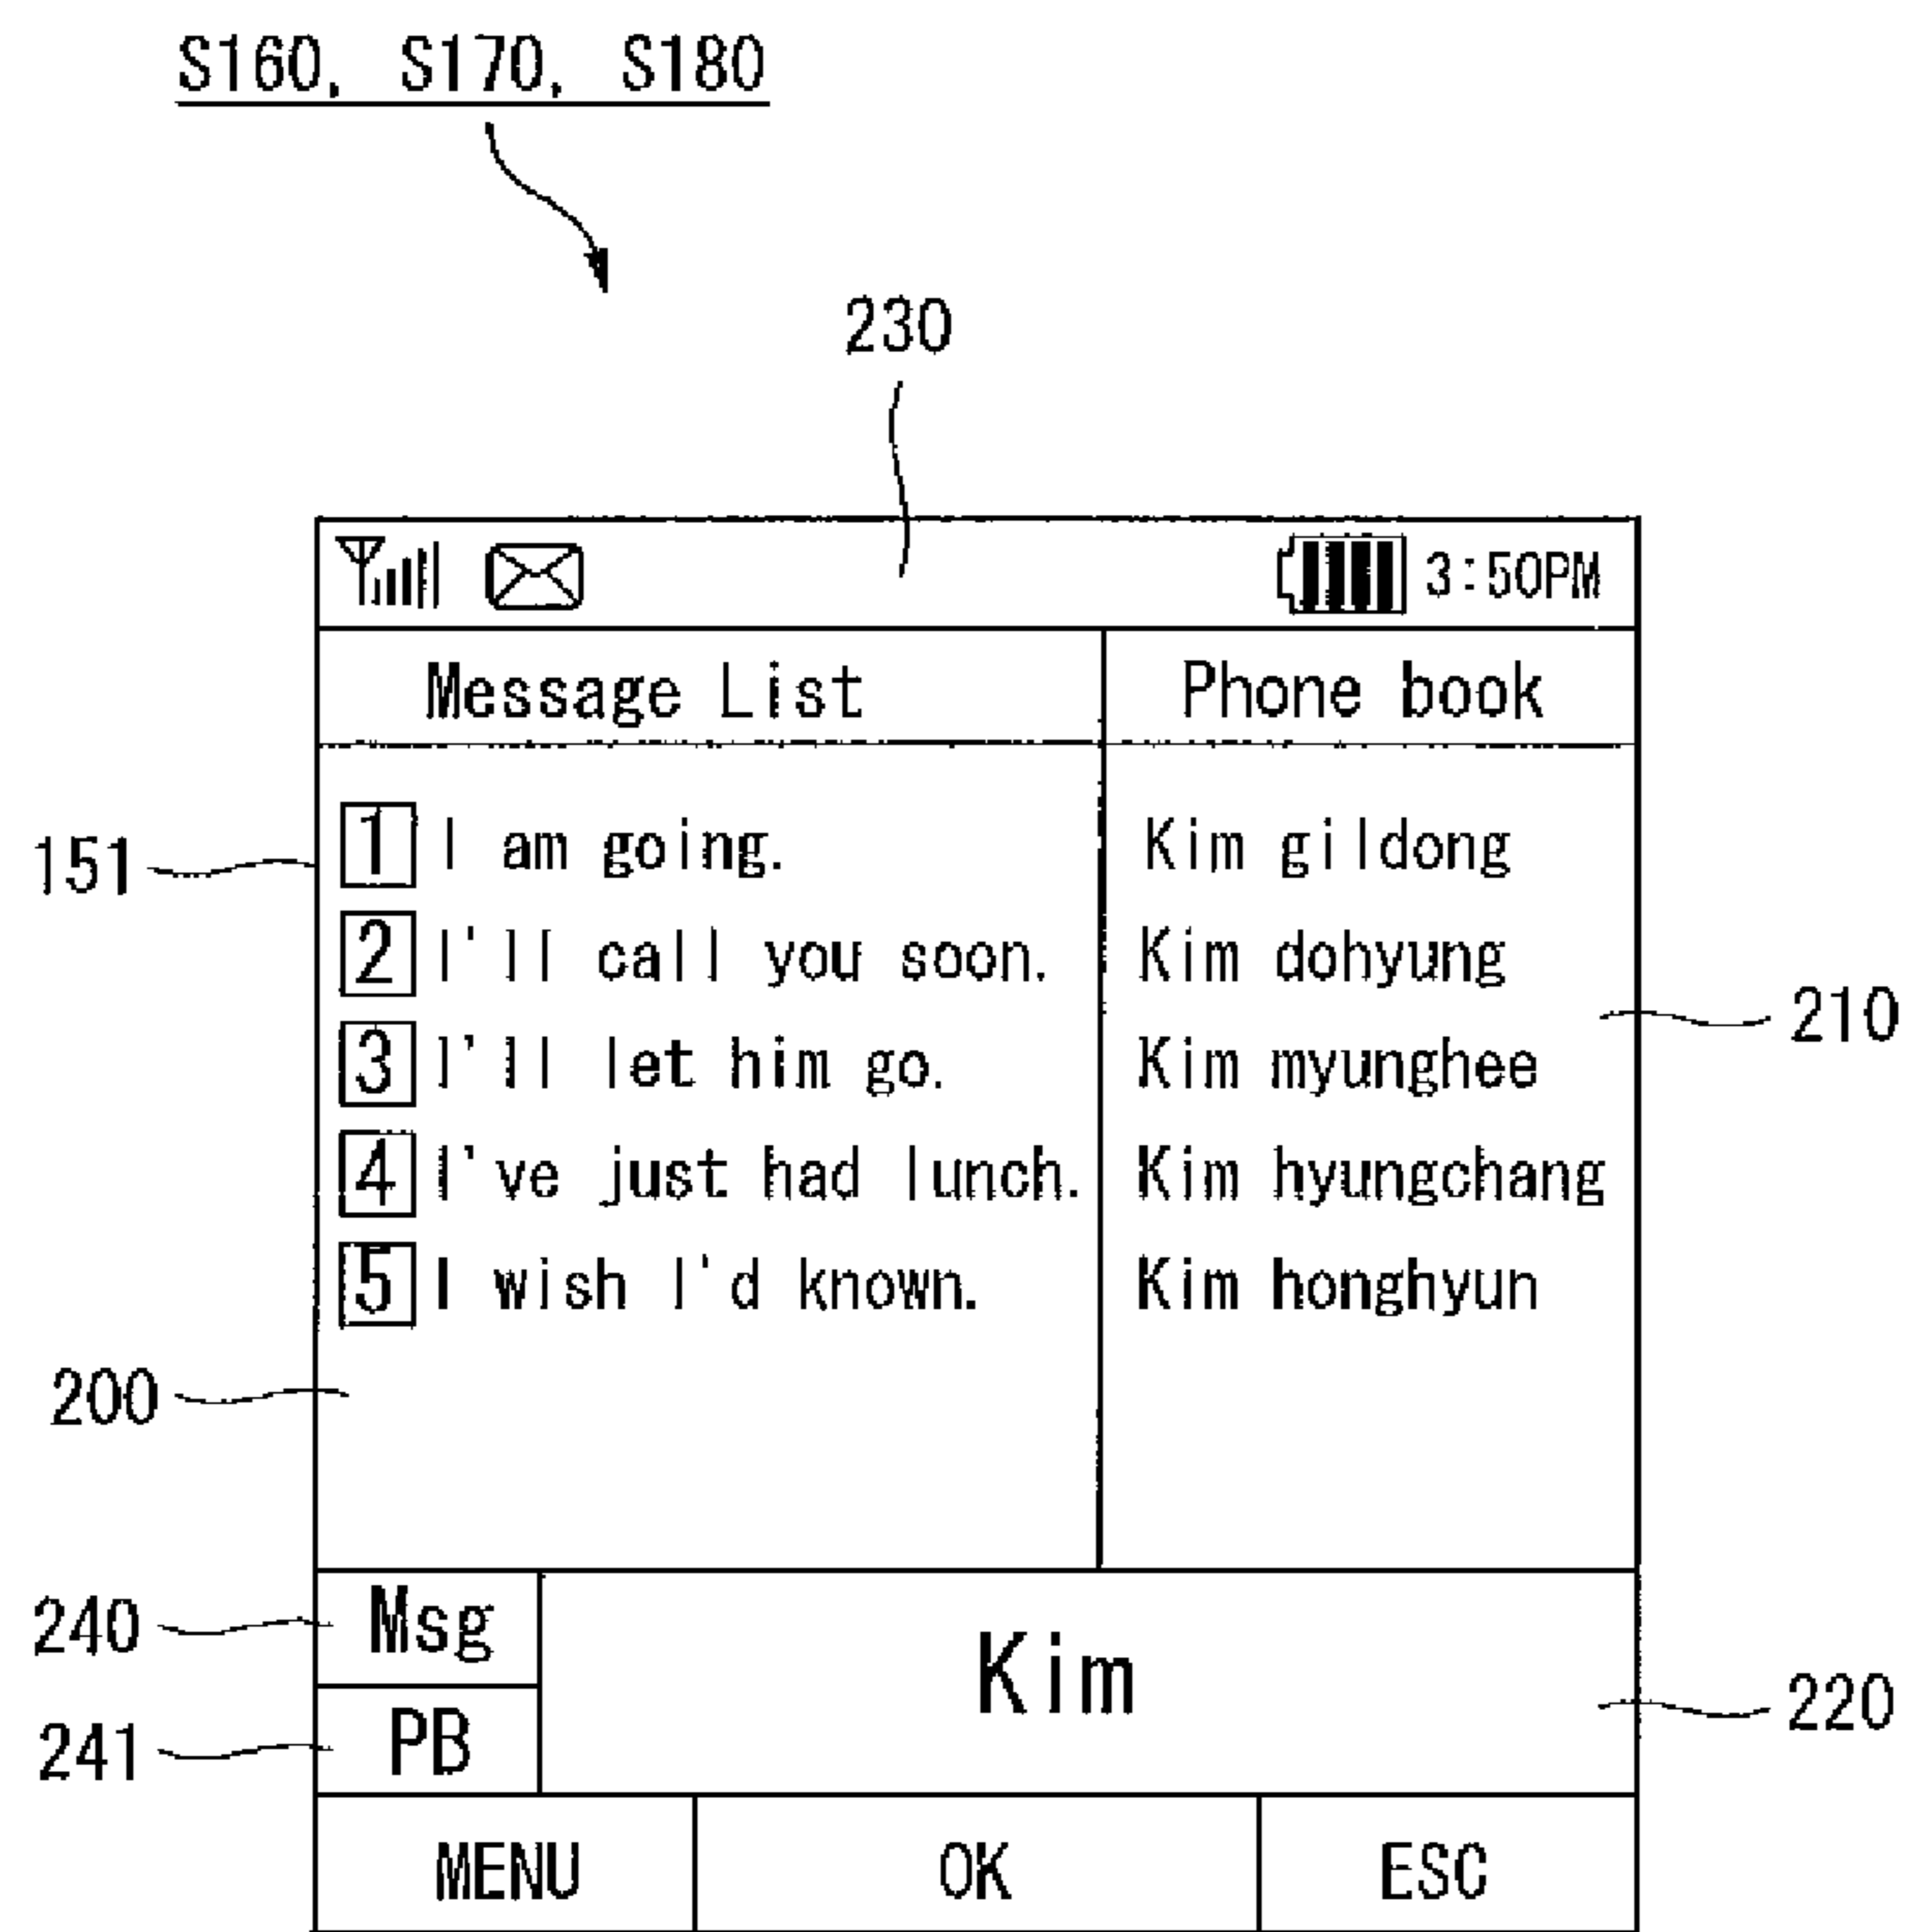 S160, S170, S180
230
3:50PM
Message List Phone book
151
1 I am going. Kim gildong
2 I'll call you soon. Kim dohyung
210
3 I'll let him go. Kim myunghee
4 I've just had lunch. Kim hyungchang
5 I wish I'd known. Kim honghyun
200
240 Msg
Kim
220
241 PB
MENU OK ESC